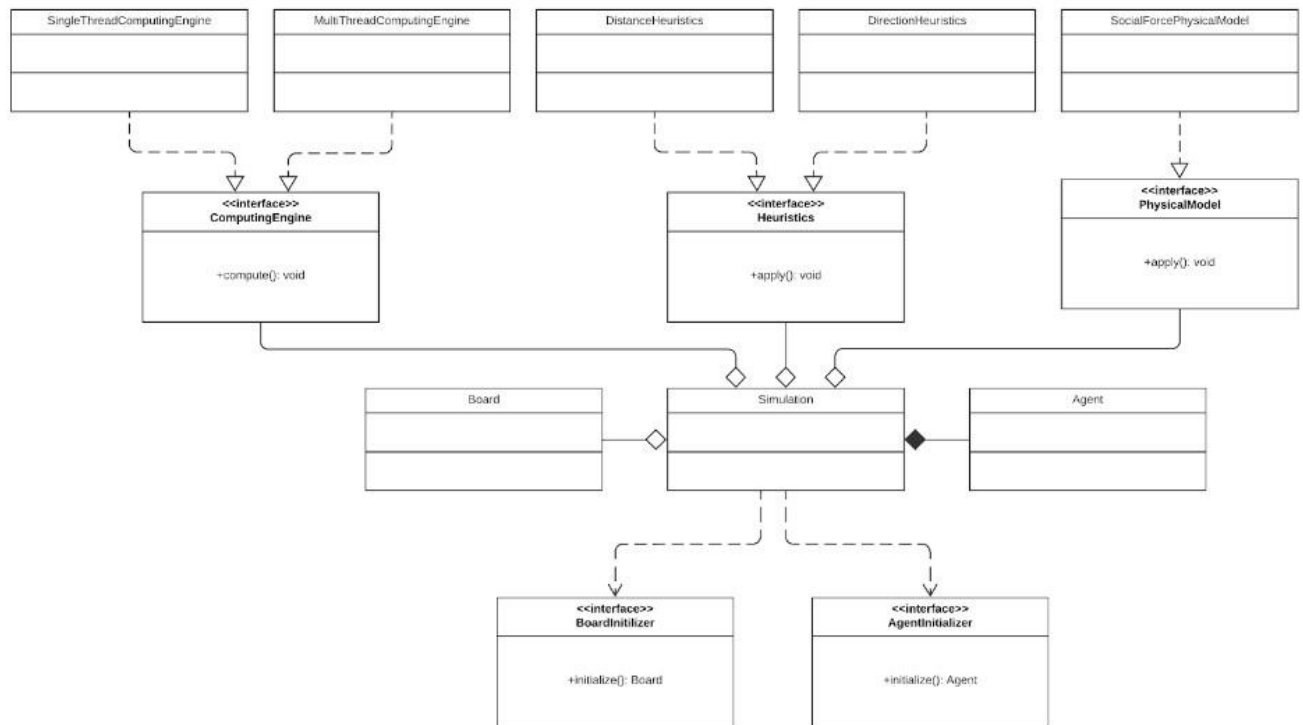 SingleThreadComputingEngine
MultiThreadComputingEngine
DistanceHeuristics
DirectionHeuristics
SocialForcePhysicalModel
<<interface>>
ComputingEngine
+compute(): void
<<interface>>
Heuristics
+apply(): void
<<interface>>
PhysicalModel
+apply(): void
Board
Simulation
Agent
<<interface>>
BoardInitilizer
+initialize(): Board
<<interface>>
AgentInitializer
+initialize(): Agent